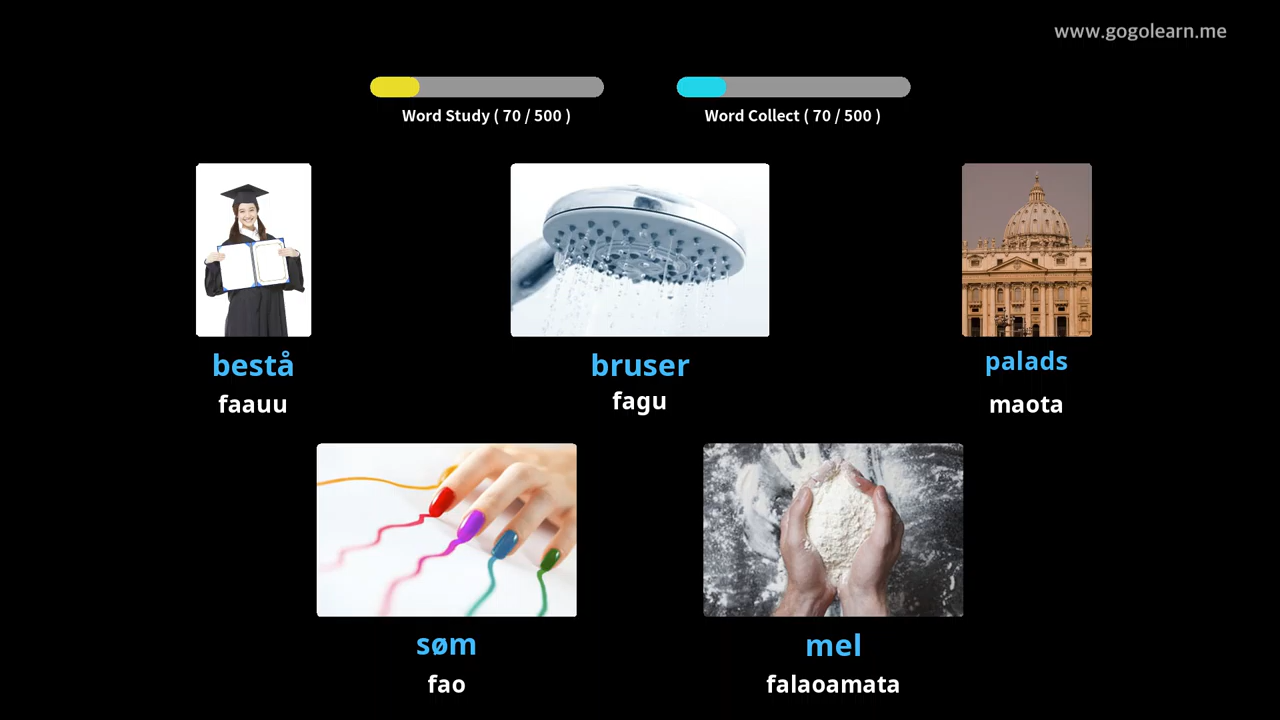 www.gogolearn.me
Word Study ( 70 / 500 )
Word Collect ( 70 / 500 )
bestå
faauu
bruser
fagu
palads
maota
søm
fao
mel
falaoamata